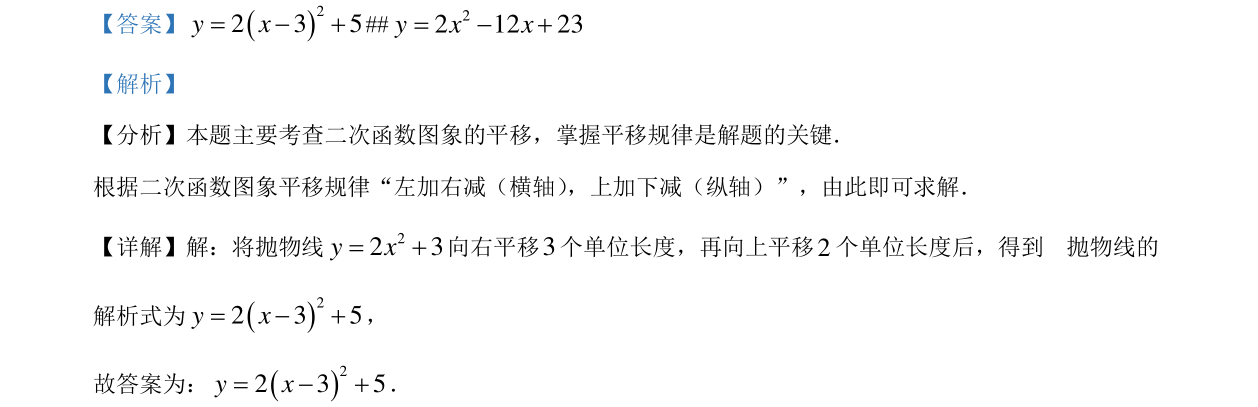 【答案】y=2(x−3)²+5##y=2x²−12x+23
【解析】
【分析】本题主要考查二次函数图象的平移，掌握平移规律是解题的关键．
根据二次函数图象平移规律“左加右减（横轴），上加下减（纵轴）”，由此即可求解．
【详解】解：将抛物线y=2x²+3向右平移3个单位长度，再向上平移2个单位长度后，得到　抛物线的
解析式为y=2(x−3)²+5，
故答案为：y=2(x−3)²+5．